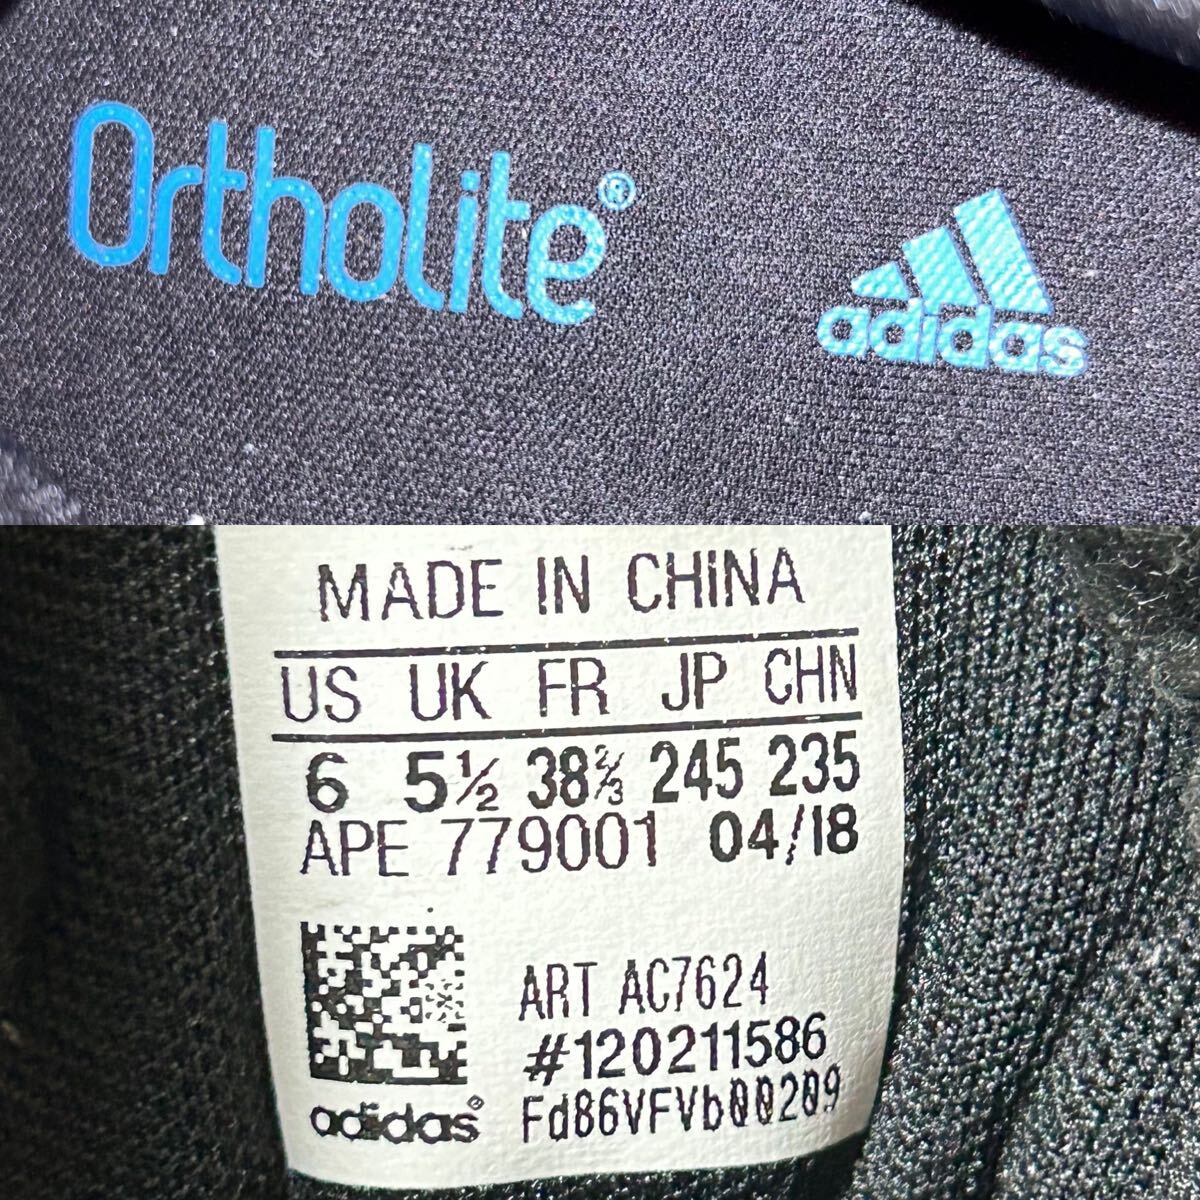 Ortholite®
adidas
MADE IN CHINA
US UK FR JP CHN
6 5½ 38⅔ 245 235
APE 779001 04/18
ART AC7624
#120211586
adidas® Fd86VFVb00209